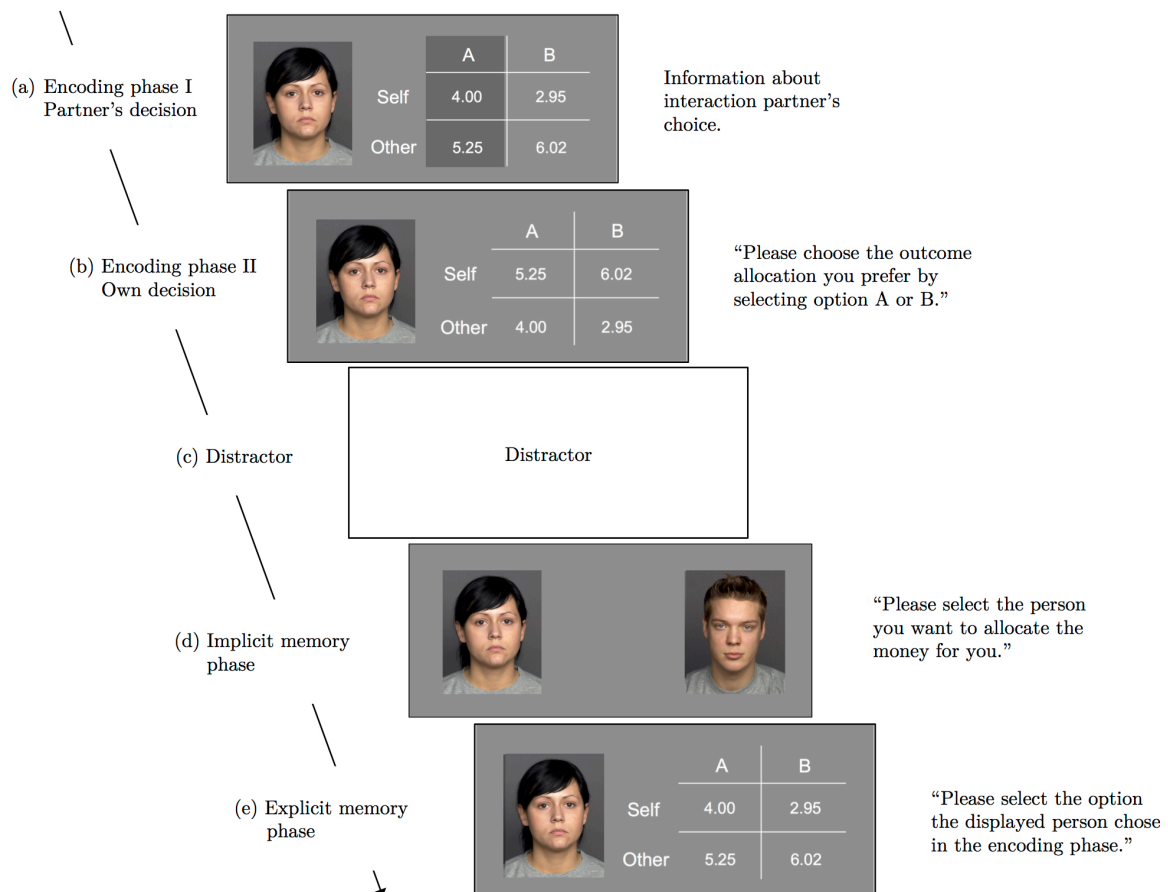 (a) Encoding phase I
Partner's decision
A B
Self 4.00 2.95
Other 5.25 6.02
Information about
interaction partner's
choice.
(b) Encoding phase II
Own decision
A B
Self 5.25 6.02
Other 4.00 2.95
“Please choose the outcome
allocation you prefer by
selecting option A or B.”
(c) Distractor
Distractor
(d) Implicit memory
phase
“Please select the person
you want to allocate the
money for you.”
(e) Explicit memory
phase
A B
Self 4.00 2.95
Other 5.25 6.02
“Please select the option
the displayed person chose
in the encoding phase.”